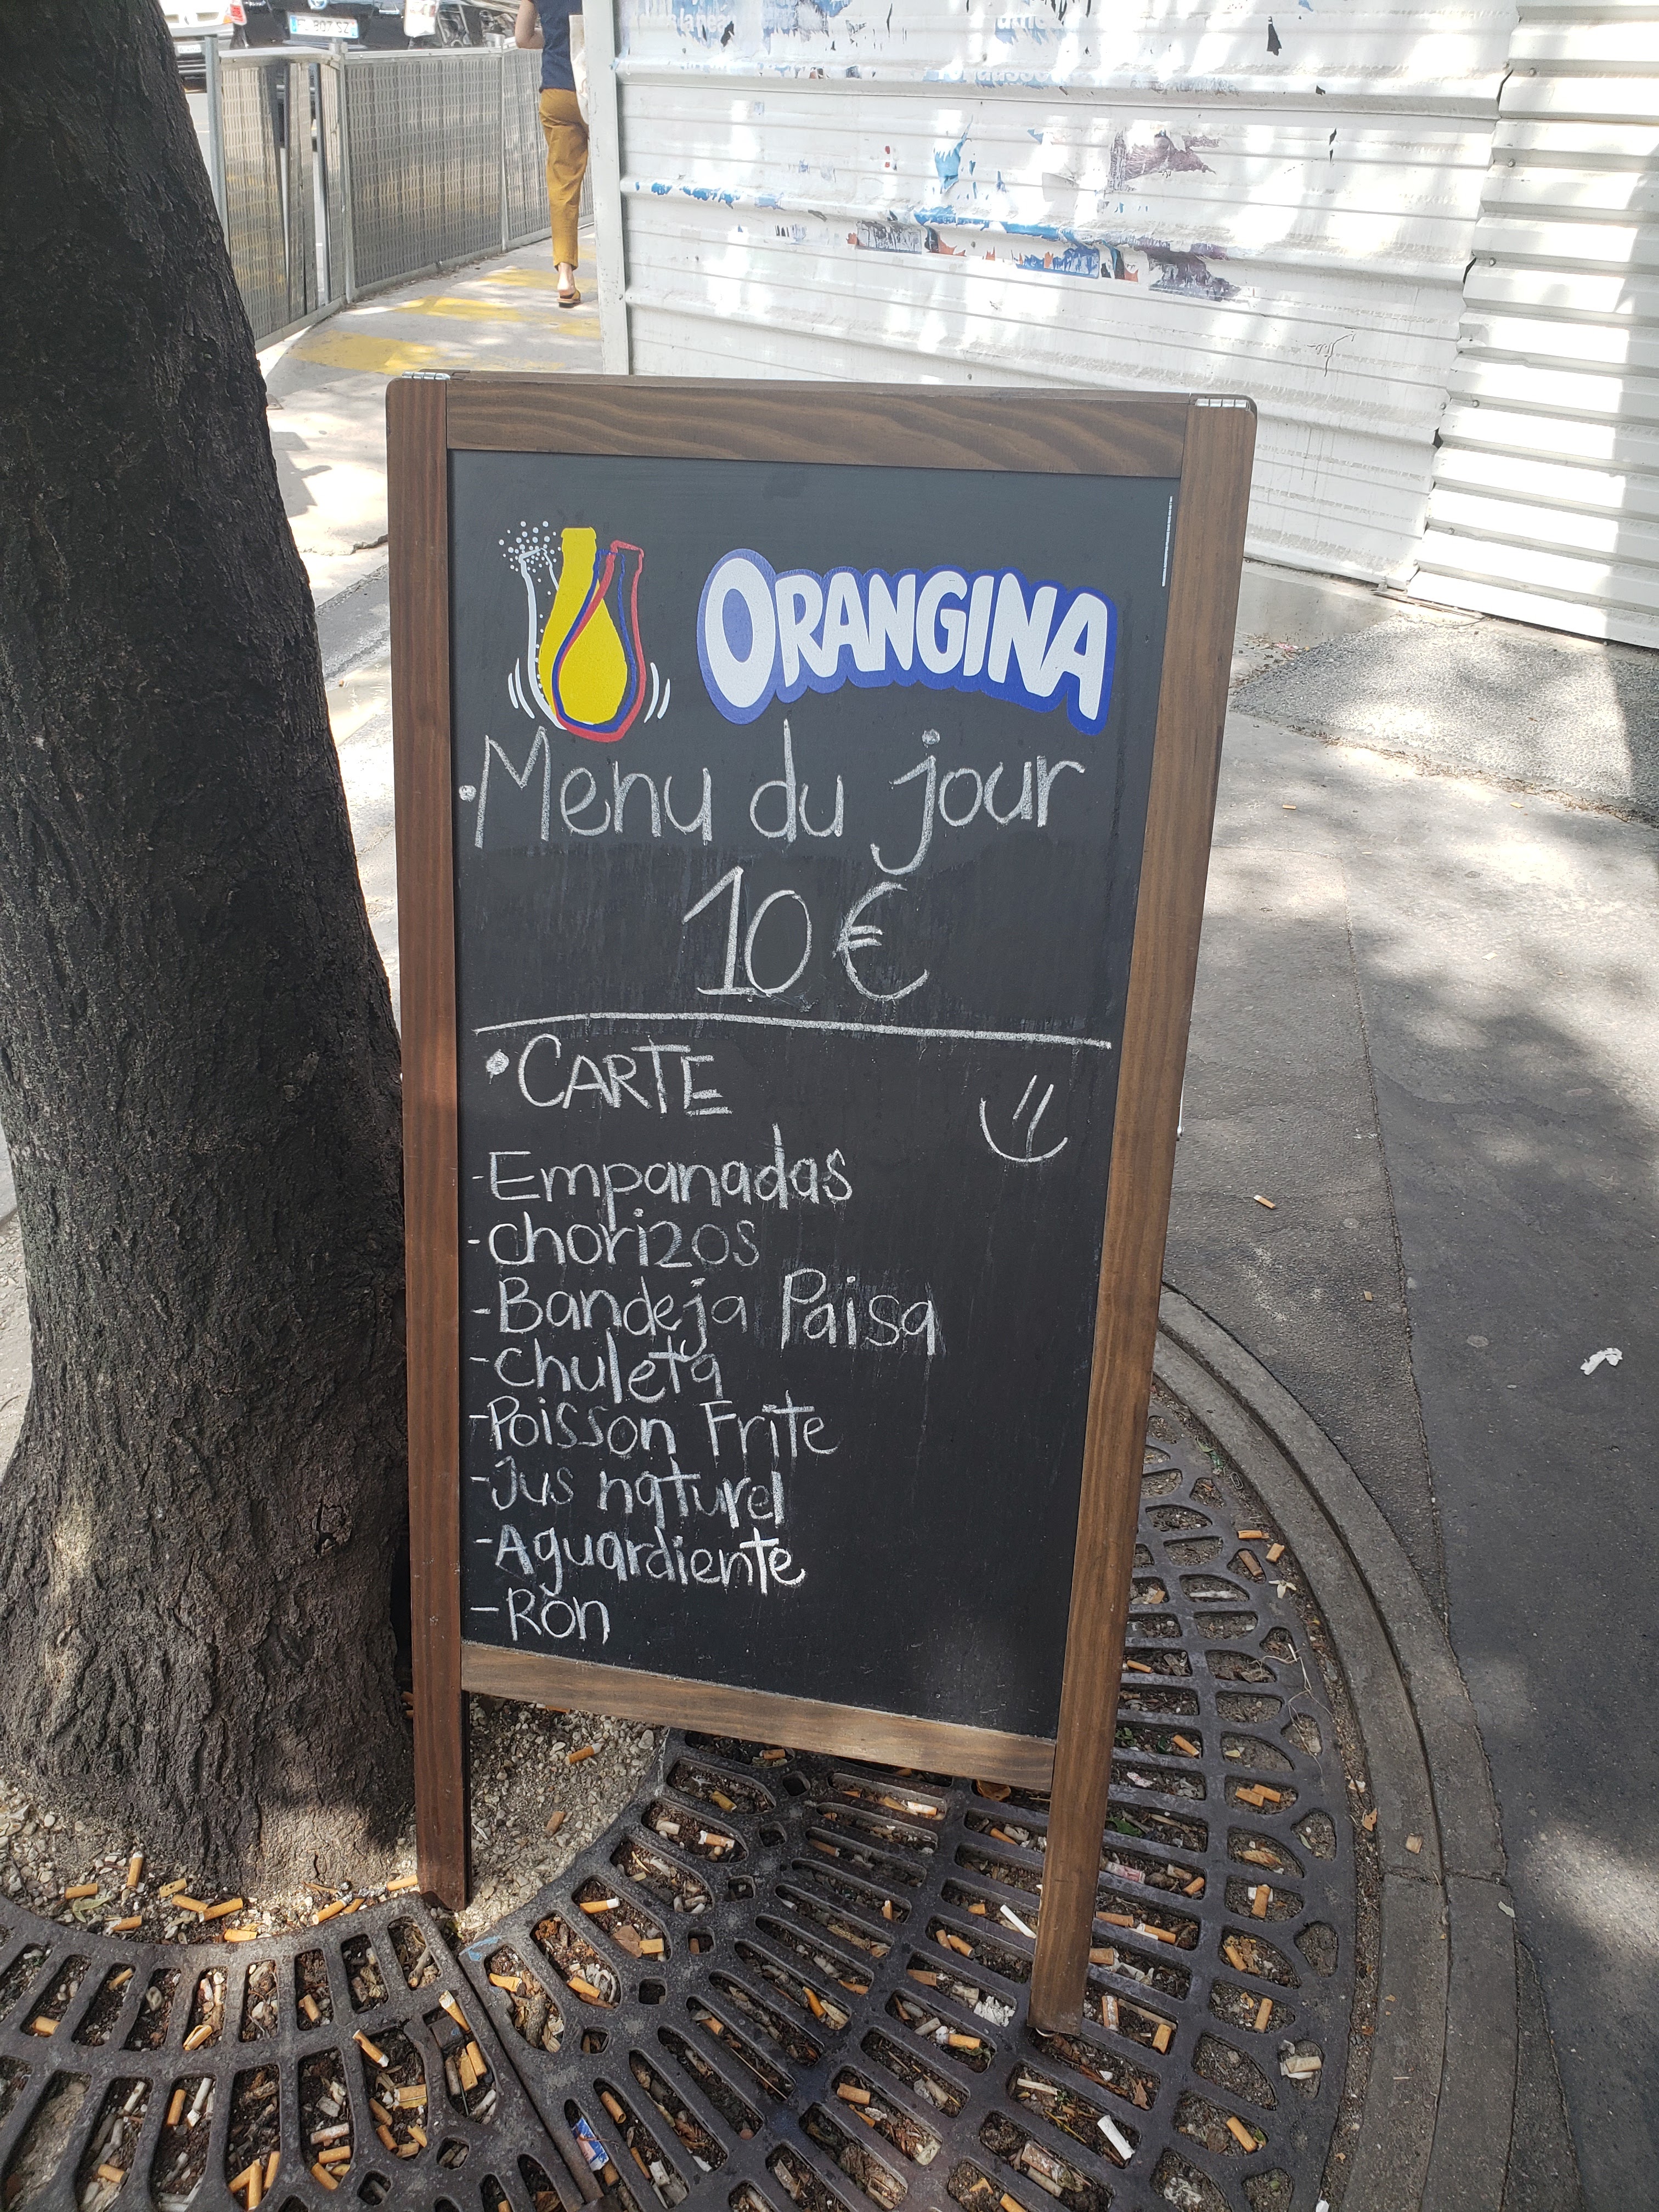 ORANGINA
·Menu du jour
10 €
·CARTE
-Empanadas
-chorizos
-Bandeja Paisa
-chuleta
-Poisson Frite
-Jus naturel
-Aguardiente
-Ron